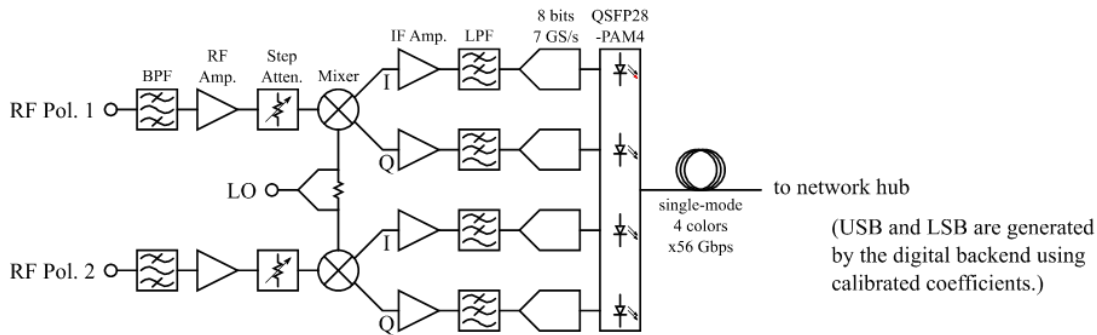 8 bits
7 GS/s
QSFP28
-PAM4
IF Amp.
LPF
RF
Amp.
Step
Atten.
BPF
Mixer
I
RF Pol. 1
Q
LO
to network hub
single-mode
4 colors
x56 Gbps
(USB and LSB are generated
by the digital backend using
calibrated coefficients.)
I
RF Pol. 2
Q